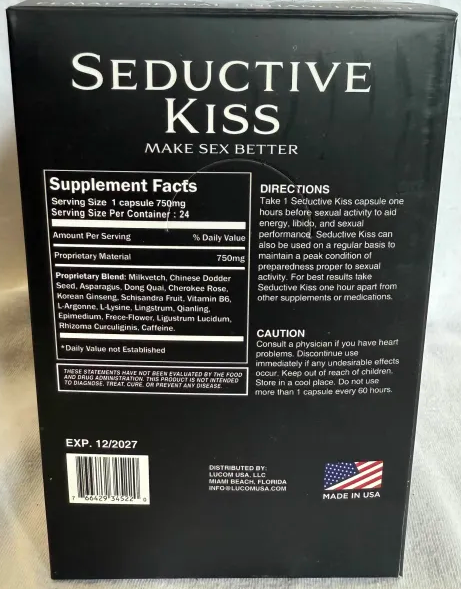 SEDUCTIVE
KISS
MAKE SEX BETTER
Supplement Facts
Serving Size 1 capsule 750mg
Serving Size Per Container : 24
Amount Per Serving % Daily Value
Proprietary Material 750mg
Proprietary Blend: Milkvetch, Chinese Dodder
Seed, Asparagus, Dong Quai, Cherokee Rose,
Korean Ginseng, Schisandra Fruit, Vitamin B6,
L-Argonne, L-Lysine, Lingstrum, Qianling,
Epimedium, Frece-Flower, Ligustrum Lucidum,
Rhizoma Curculiginis, Caffeine.
*Daily Value not Established
THESE STATEMENTS HAVE NOT BEEN EVALUATED BY THE FOOD
AND DRUG ADMINISTRATION. THIS PRODUCT IS NOT INTENDED
TO DIAGNOSE, TREAT, CURE, OR PREVENT ANY DISEASE.
DIRECTIONS
Take 1 Seductive Kiss capsule one
hours before sexual activity to aid
energy, libido, and sexual
performance. Seductive Kiss can
also be used on a regular basis to
maintain a peak condition of
preparedness proper to sexual
activity. For best results take
Seductive Kiss one hour apart from
other supplements or medications.
CAUTION
Consult a physician if you have heart
problems. Discontinue use
immediately if any undesirable effects
occur. Keep out of reach of children.
Store in a cool place. Do not use
more than 1 capsule every 60 hours.
EXP. 12/2027
7 66429 34522 0
DISTRIBUTED BY:
LUCOM USA, LLC
MIAMI BEACH, FLORIDA
INFO@LUCOMUSA.COM
MADE IN USA